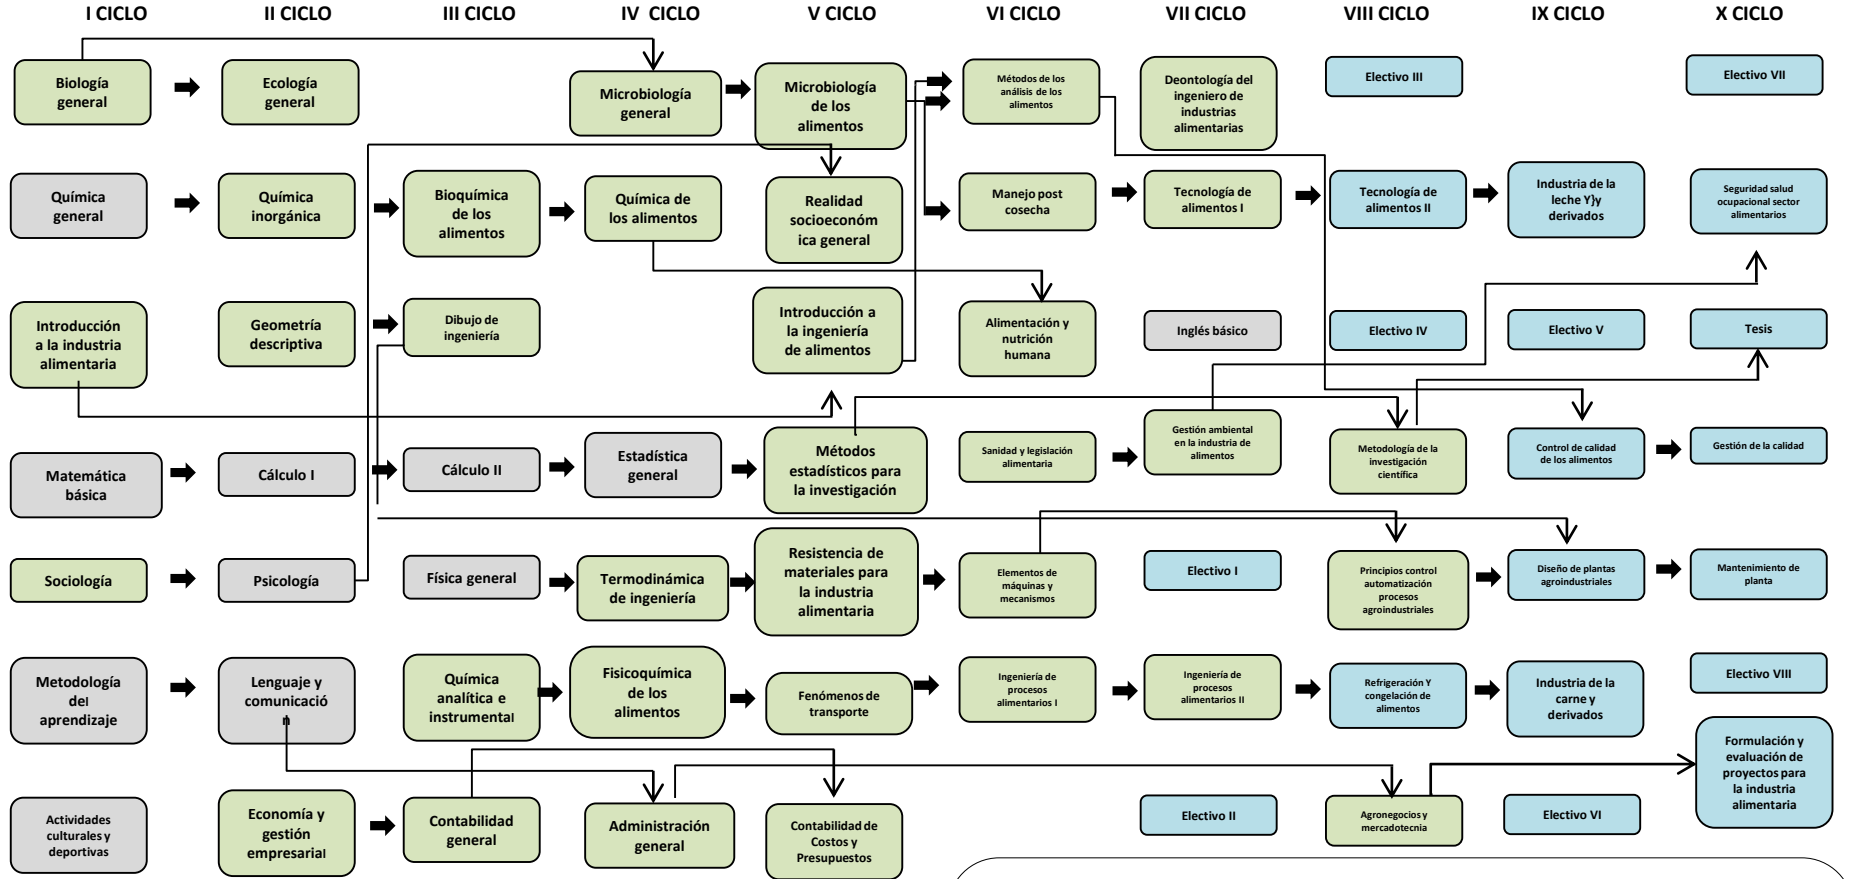 I CICLO
II CICLO
III CICLO
IV CICLO
V CICLO
VI CICLO
VII CICLO
VIII CICLO
IX CICLO
X CICLO
Biología
general
Ecología
general
Microbiología
general
Microbiología
de los
alimentos
Métodos de los
análisis de los
alimentos
Deontología del
ingeniero de
industrias
alimentarias
Electivo III
Electivo VII
Química
general
Química
inorgánica
Bioquímica
de los
alimentos
Química de
los alimentos
Realidad
socioeconóm
ica general
Manejo post
cosecha
Tecnología de
alimentos I
Tecnología de
alimentos II
Industria de la
leche Y}y
derivados
Seguridad salud
ocupacional sector
alimentarios
Introducción
a la industria
alimentaria
Geometría
descriptiva
Dibujo de
ingeniería
Introducción a
la ingeniería
de alimentos
Alimentación y
nutrición
humana
Inglés básico
Electivo IV
Electivo V
Tesis
Matemática
básica
Cálculo I
Cálculo II
Estadística
general
Métodos
estadísticos para
la investigación
Sanidad y legislación
alimentaria
Gestión ambiental
en la industria de
alimentos
Metodología de la
investigación
científica
Control de calidad
de los alimentos
Gestión de la calidad
Sociología
Psicología
Física general
Termodinámica
de ingeniería
Resistencia de
materiales para
la industria
alimentaria
Elementos de
máquinas y
mecanismos
Electivo I
Principios control
automatización
procesos
agroindustriales
Diseño de plantas
agroindustriales
Mantenimiento de
planta
Metodología
del
aprendizaje
Lenguaje y
comunicació
n
Química
analítica e
instrumental
Fisicoquímica
de los
alimentos
Fenómenos de
transporte
Ingeniería de
procesos
alimentarios I
Ingeniería de
procesos
alimentarios II
Refrigeración Y
congelación de
alimentos
Industria de la
carne y
derivados
Electivo VIII
Actividades
culturales y
deportivas
Economía y
gestión
empresarial
Contabilidad
general
Administración
general
Contabilidad de
Costos y
Presupuestos
Electivo II
Agronegocios y
mercadotecnia
Electivo VI
Formulación y
evaluación de
proyectos para
la industria
alimentaria